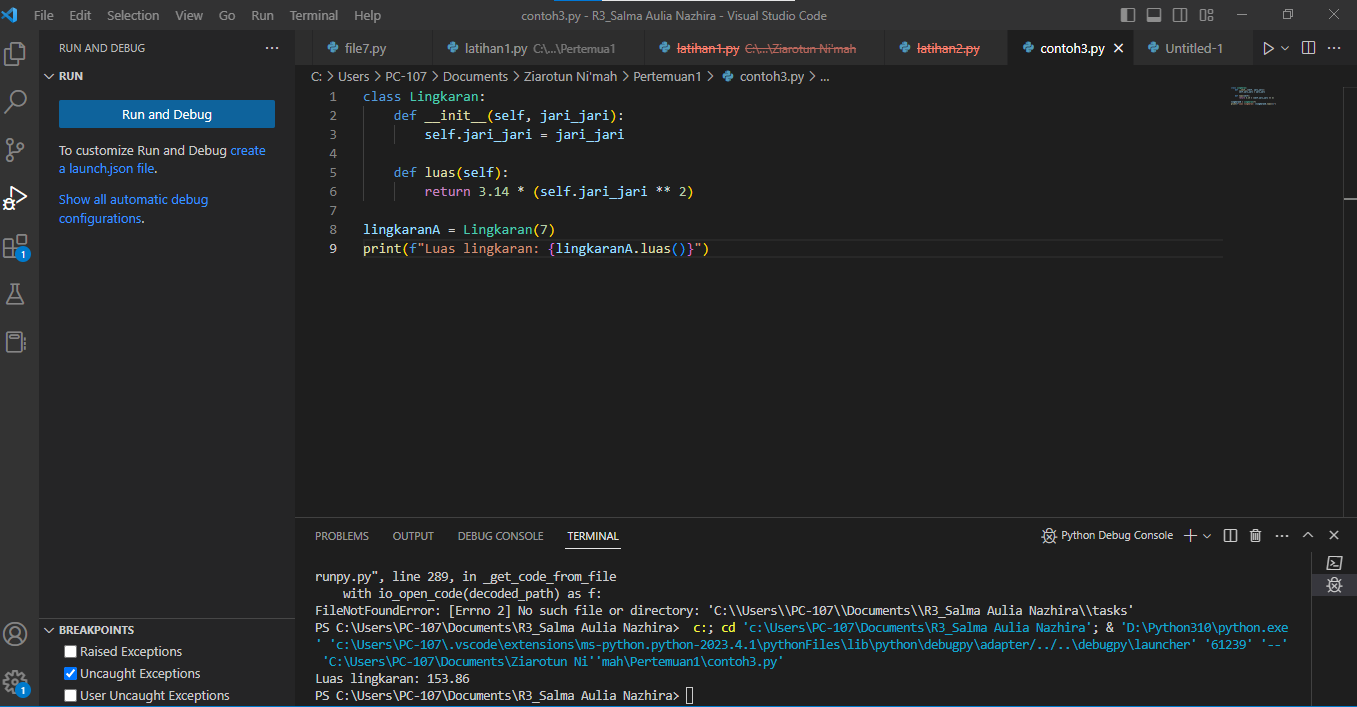 File Edit Selection View Go Run Terminal Help
contoh3.py - R3_Salma Aulia Nazhira - Visual Studio Code
RUN AND DEBUG ...
file7.py
latihan1.py C:\...\Pertemua1
latihan1.py C:\...\Ziarotun Ni'mah
latihan2.py
contoh3.py
Untitled-1
RUN
Run and Debug
To customize Run and Debug create
a launch.json file.
Show all automatic debug
configurations.
1
C: > Users > PC-107 > Documents > Ziarotun Ni'mah > Pertemuan1 > contoh3.py > ...
1 class Lingkaran:
2 def __init__(self, jari_jari):
3 self.jari_jari = jari_jari
4
5 def luas(self):
6 return 3.14 * (self.jari_jari ** 2)
7
8 lingkaranA = Lingkaran(7)
9 print(f"Luas lingkaran: {lingkaranA.luas()}")
PROBLEMS OUTPUT DEBUG CONSOLE TERMINAL
Python Debug Console
runpy.py", line 289, in _get_code_from_file
with io_open_code(decoded_path) as f:
FileNotFoundError: [Errno 2] No such file or directory: 'C:\\Users\\PC-107\\Documents\\R3_Salma Aulia Nazhira\\tasks'
PS C:\Users\PC-107\Documents\R3_Salma Aulia Nazhira> c:; cd 'c:\Users\PC-107\Documents\R3_Salma Aulia Nazhira'; & 'D:\Python310\python.exe
' 'c:\Users\PC-107\.vscode\extensions\ms-python.python-2023.4.1\pythonFiles\lib\python\debugpy\adapter/../..\debugpy\launcher' '61239' '--'
'C:\Users\PC-107\Documents\Ziarotun Ni''mah\Pertemuan1\contoh3.py'
Luas lingkaran: 153.86
PS C:\Users\PC-107\Documents\R3_Salma Aulia Nazhira>
BREAKPOINTS
Raised Exceptions
Uncaught Exceptions
User Uncaught Exceptions
1